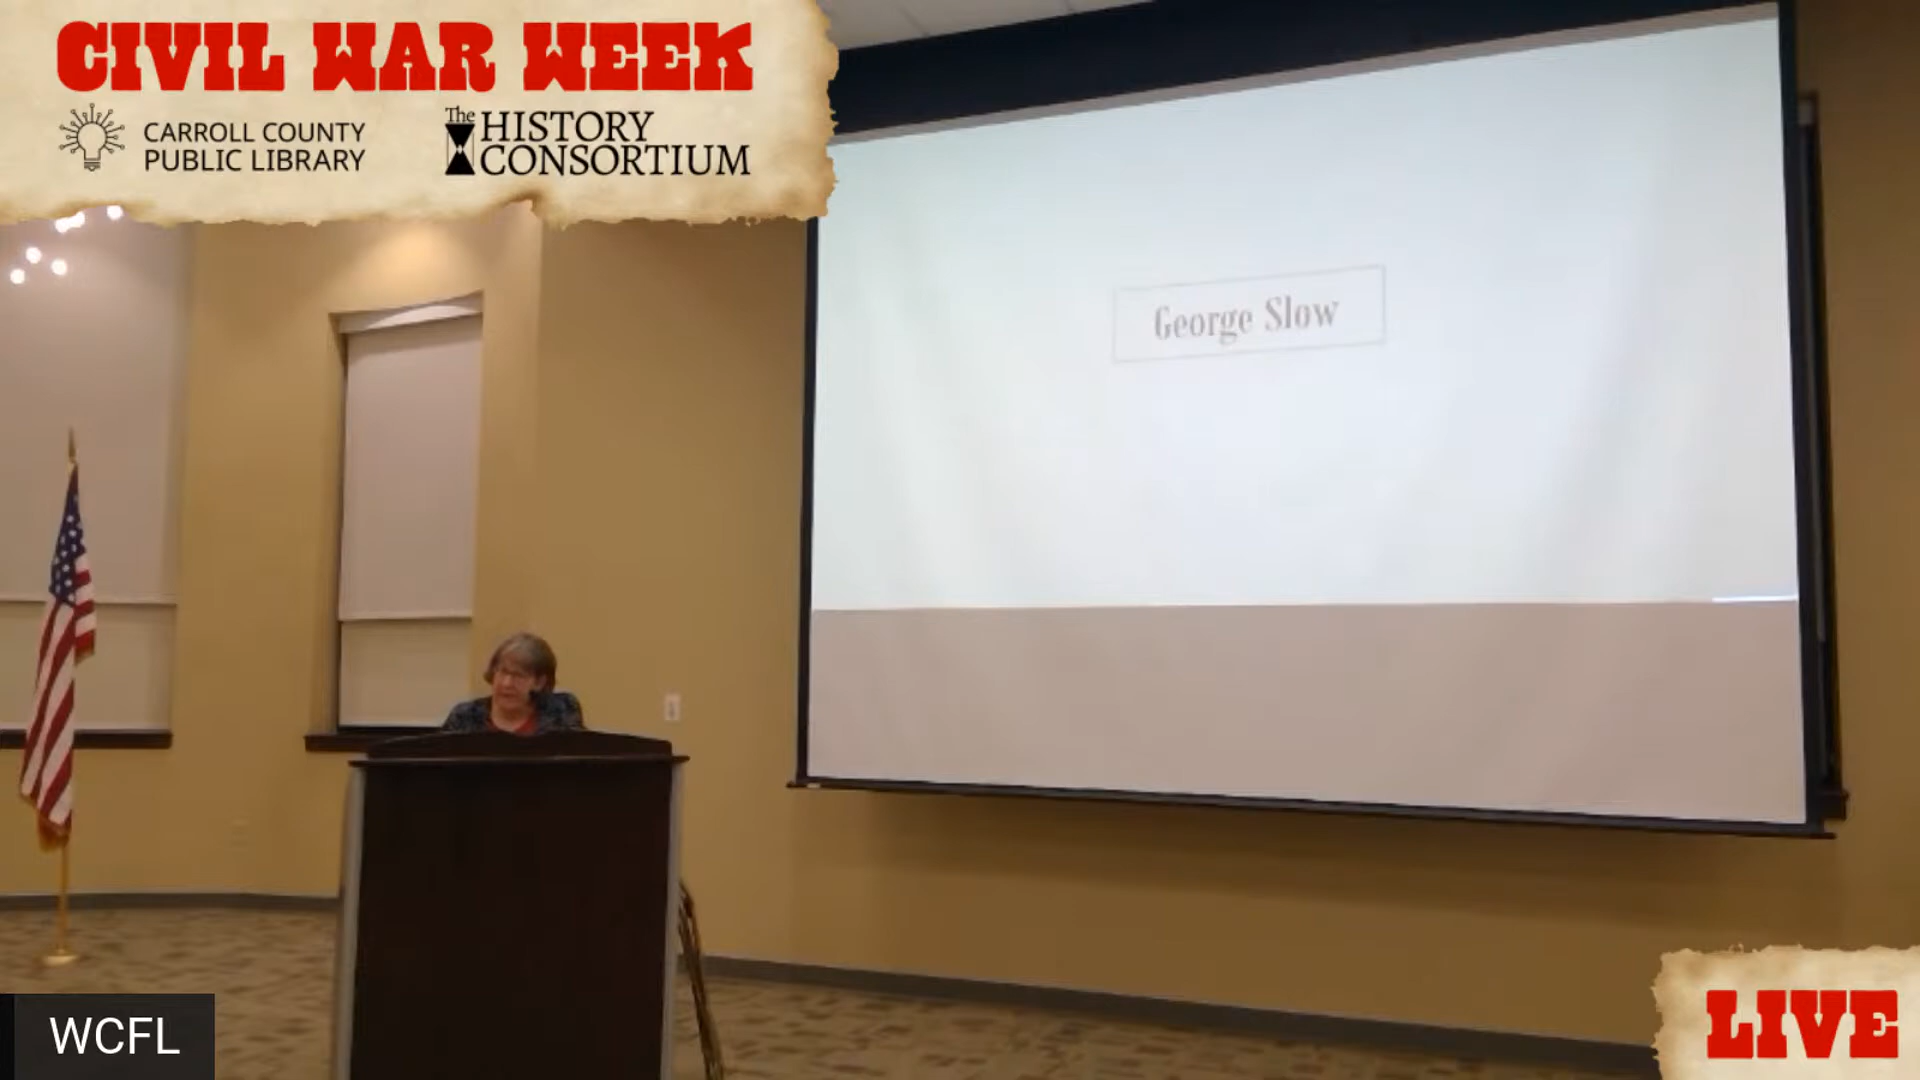 CIVIL WAR WEEK
CARROLL COUNTY
PUBLIC LIBRARY
The
HISTORY
CONSORTIUM
George Slow
WCFL
LIVE